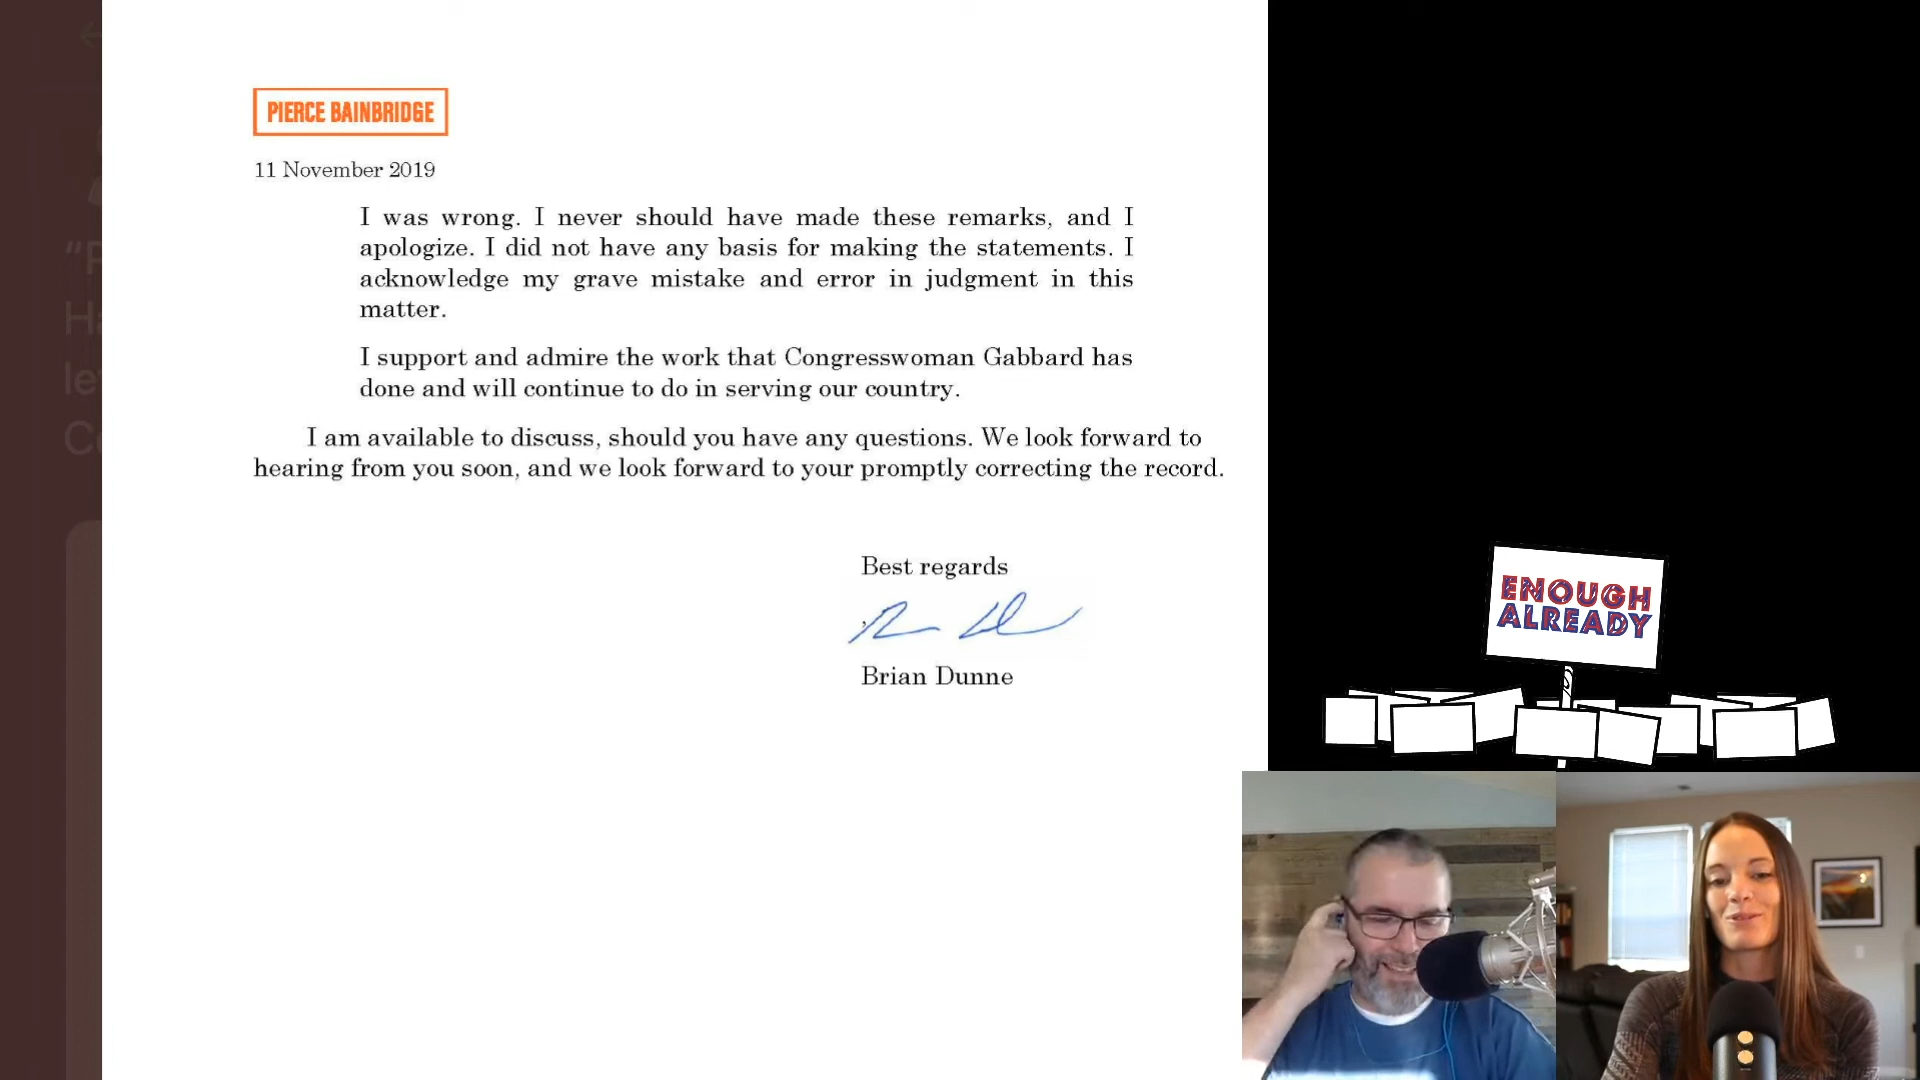 PIERCE BAINBRIDGE
11 November 2019
I was wrong. I never should have made these remarks, and I
apologize. I did not have any basis for making the statements. I
acknowledge my grave mistake and error in judgment in this
matter.
I support and admire the work that Congresswoman Gabbard has
done and will continue to do in serving our country.
I am available to discuss, should you have any questions. We look forward to
hearing from you soon, and we look forward to your promptly correcting the record.
Best regards
,
Brian Dunne
ENOUGH
ALREADY